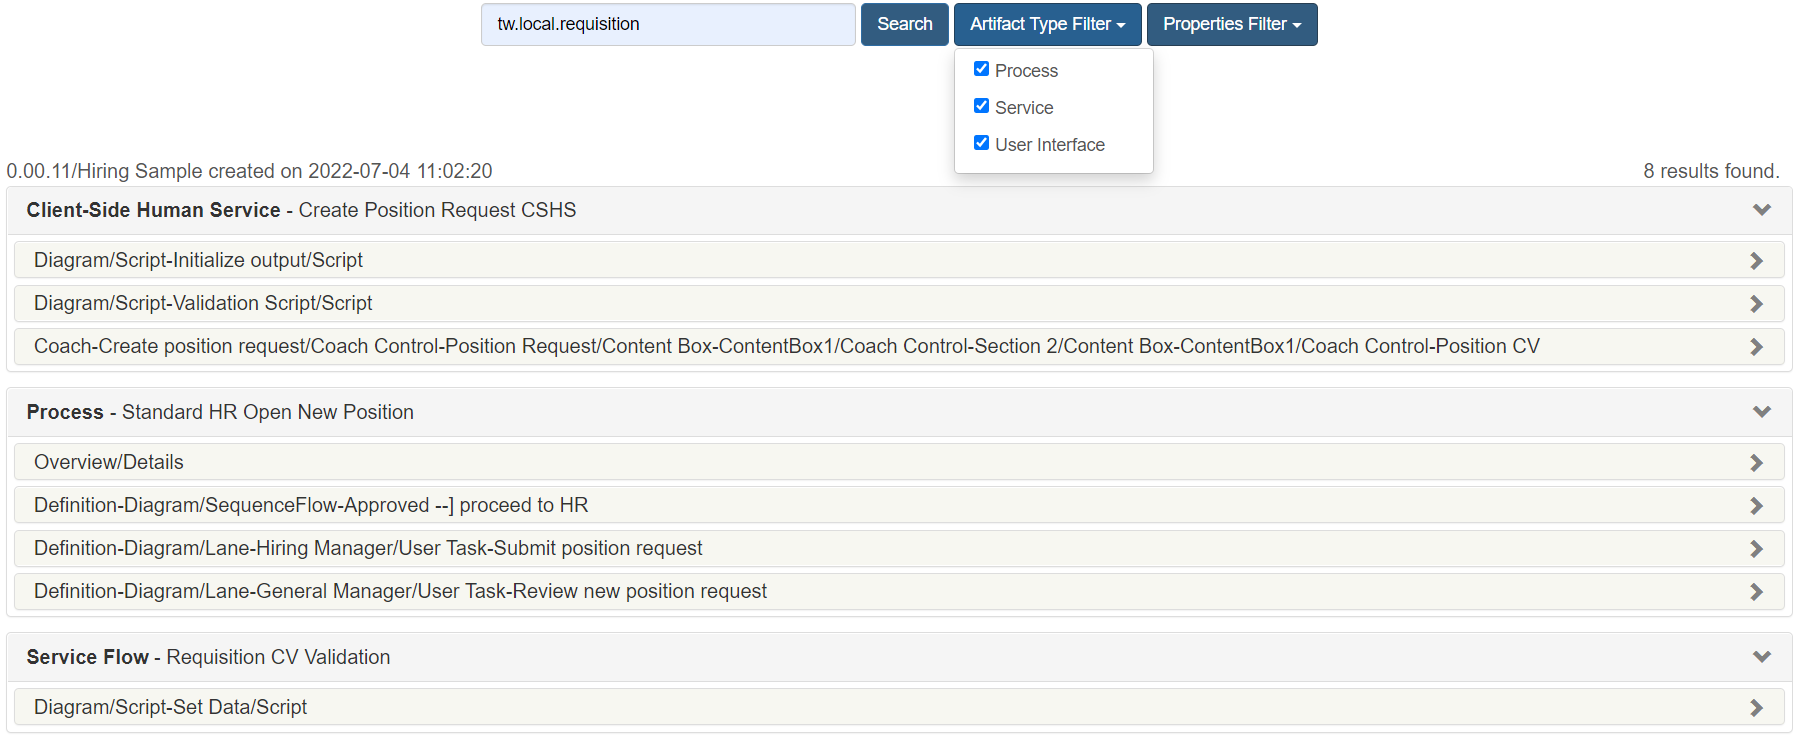 tw.local.requisition Search Artifact Type Filter Properties Filter
Process
Service
User Interface
0.00.11/Hiring Sample created on 2022-07-04 11:02:20 8 results found.
Client-Side Human Service - Create Position Request CSHS
Diagram/Script-Initialize output/Script
Diagram/Script-Validation Script/Script
Coach-Create position request/Coach Control-Position Request/Content Box-ContentBox1/Coach Control-Section 2/Content Box-ContentBox1/Coach Control-Position CV
Process - Standard HR Open New Position
Overview/Details
Definition-Diagram/SequenceFlow-Approved --] proceed to HR
Definition-Diagram/Lane-Hiring Manager/User Task-Submit position request
Definition-Diagram/Lane-General Manager/User Task-Review new position request
Service Flow - Requisition CV Validation
Diagram/Script-Set Data/Script